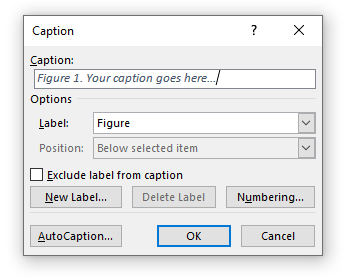 Caption ? ×
Caption:
Figure 1. Your caption goes here...
Options
Label: Figure
Position: Below selected item
Exclude label from caption
New Label... Delete Label Numbering...
AutoCaption... OK Cancel